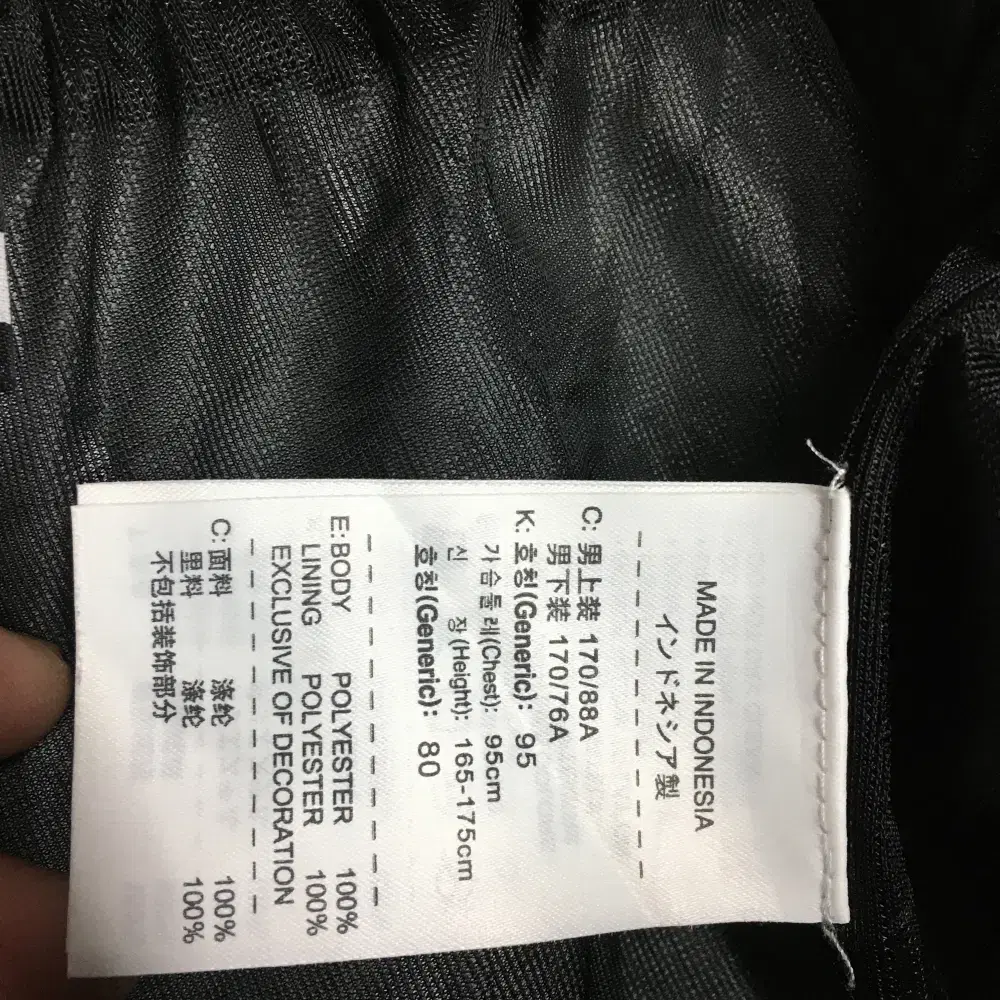 MADE IN INDONESIA
インドネシア製
C: 男上装 170/88A
男下装 170/76A
K: 호칭(Generic): 95
가슴둘레(Chest): 95cm
신 장(Height): 165-175cm
호칭(Generic): 80
E: BODY POLYESTER 100%
LINING POLYESTER 100%
EXCLUSIVE OF DECORATION
C: 面料 涤纶 100%
里料 涤纶 100%
不包括装饰部分